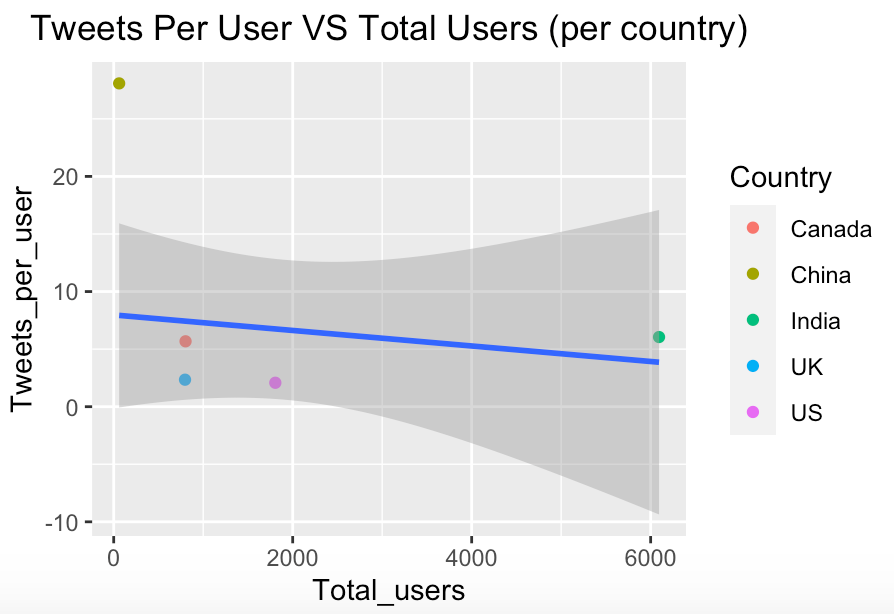 Tweets Per User VS Total Users (per country)
Tweets_per_user
20
10
0
-10
0 2000 4000 6000
Total_users
Country
Canada
China
India
UK
US